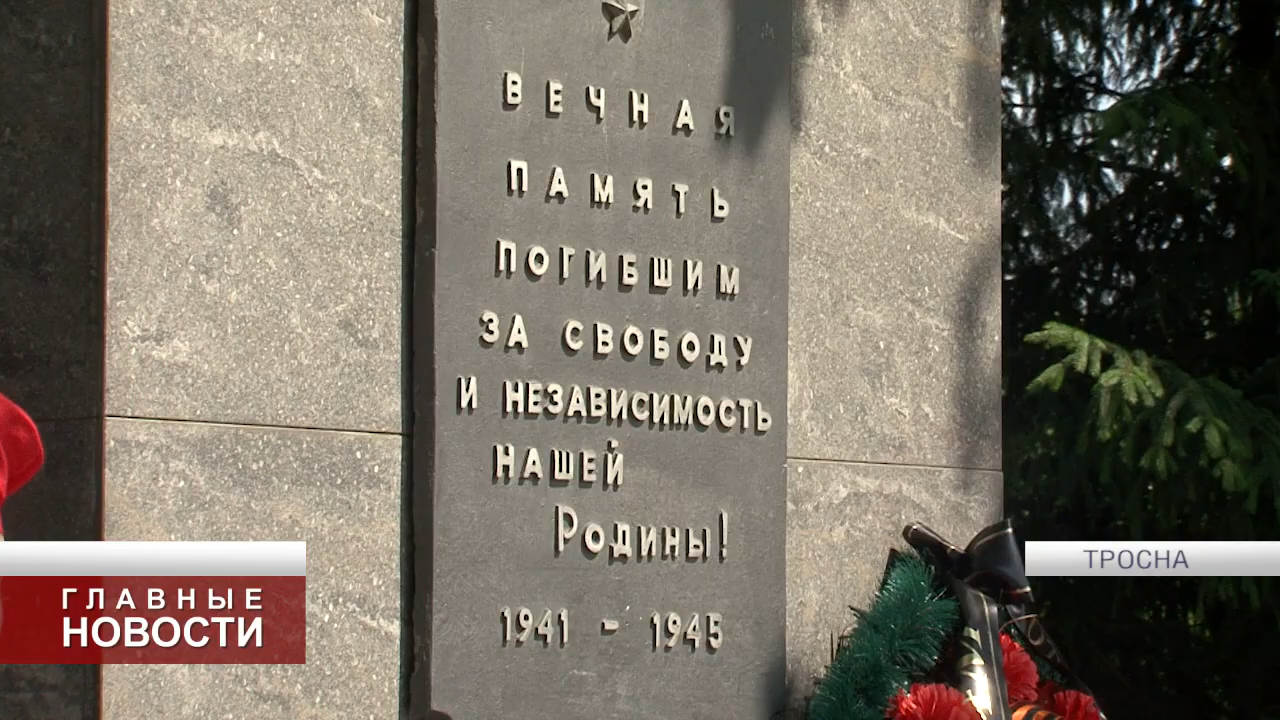 ВЕЧНАЯ
ПАМЯТЬ
ПОГИБШИМ
ЗА СВОБОДУ
И НЕЗАВИСИМОСТЬ
НАШЕЙ
РОДИНЫ!
1941 - 1945
ТРОСНА
ГЛАВНЫЕ
НОВОСТИ